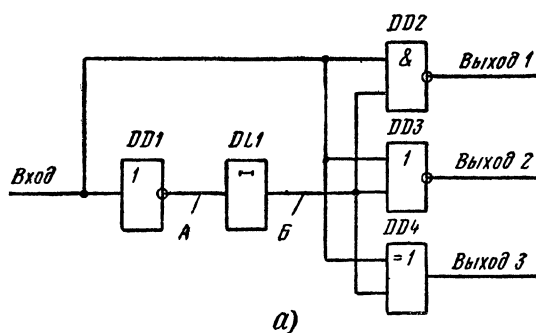 DD2
&
Выход 1
DD1
DL1
DD3
Вход
1
1
Выход 2
А
Б
DD4
=1
Выход 3
а)